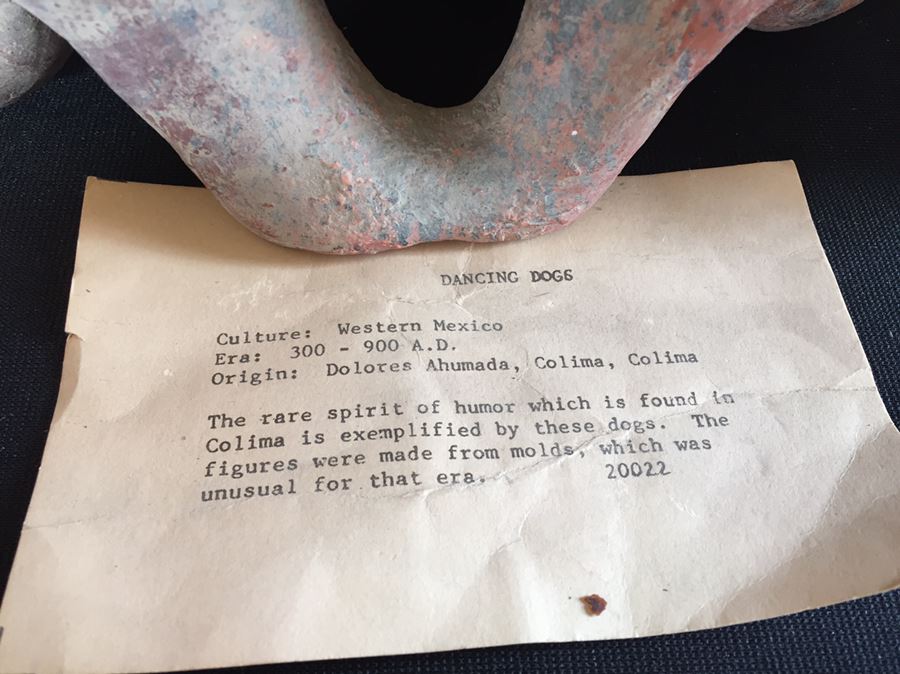 DANCING DOGS
Culture: Western Mexico
Era: 300 - 900 A.D.
Origin: Dolores Ahumada, Colima, Colima
The rare spirit of humor which is found in
Colima is exemplified by these dogs. The
figures were made from molds, which was
unusual for that era. 20022